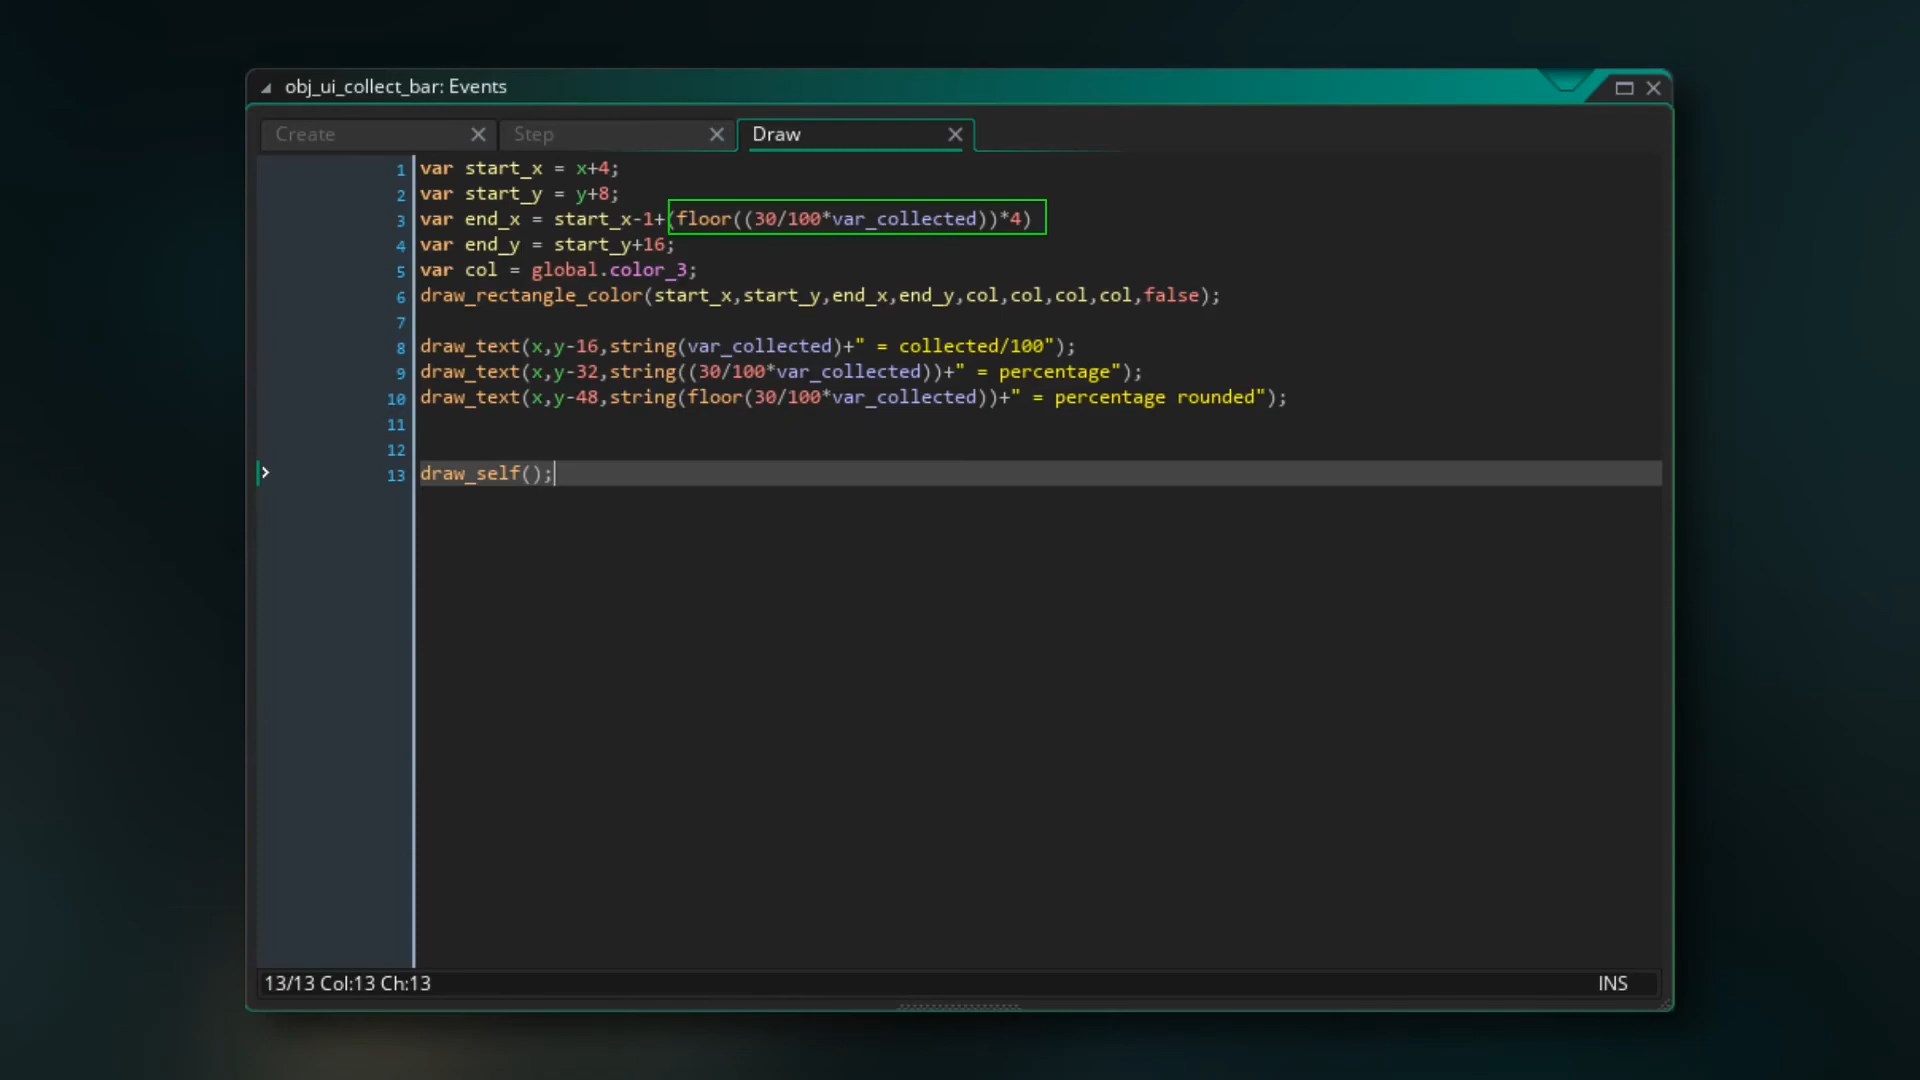 obj_ui_collect_bar: Events
Create Step Draw
1 var start_x = x+4;
2 var start_y = y+8;
3 var end_x = start_x-1+(floor((30/100*var_collected))*4)
4 var end_y = start_y+16;
5 var col = global.color_3;
6 draw_rectangle_color(start_x,start_y,end_x,end_y,col,col,col,col,false);
7
8 draw_text(x,y-16,string(var_collected)+" = collected/100");
9 draw_text(x,y-32,string((30/100*var_collected))+" = percentage");
10 draw_text(x,y-48,string(floor(30/100*var_collected))+" = percentage rounded");
11
12
13 draw_self();
13/13 Col:13 Ch:13 INS